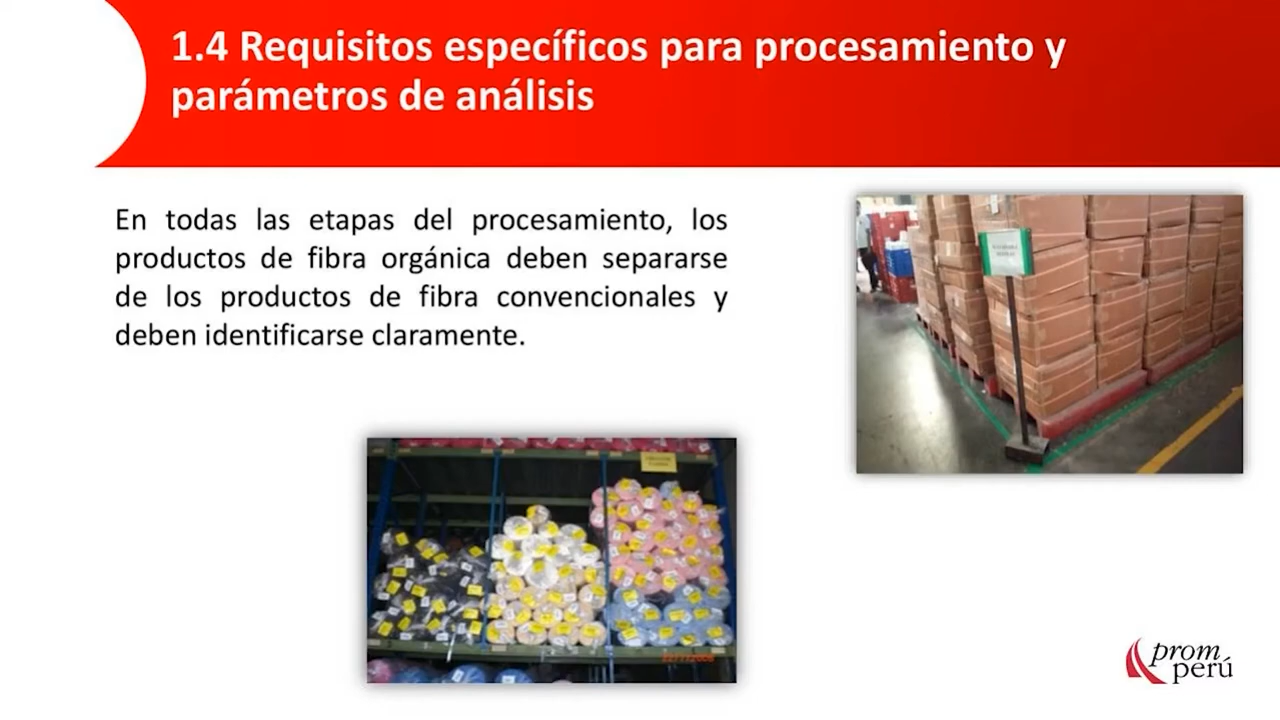 1.4 Requisitos específicos para procesamiento y
parámetros de análisis
En todas las etapas del procesamiento, los
productos de fibra orgánica deben separarse
de los productos de fibra convencionales y
deben identificarse claramente.
prom
perú